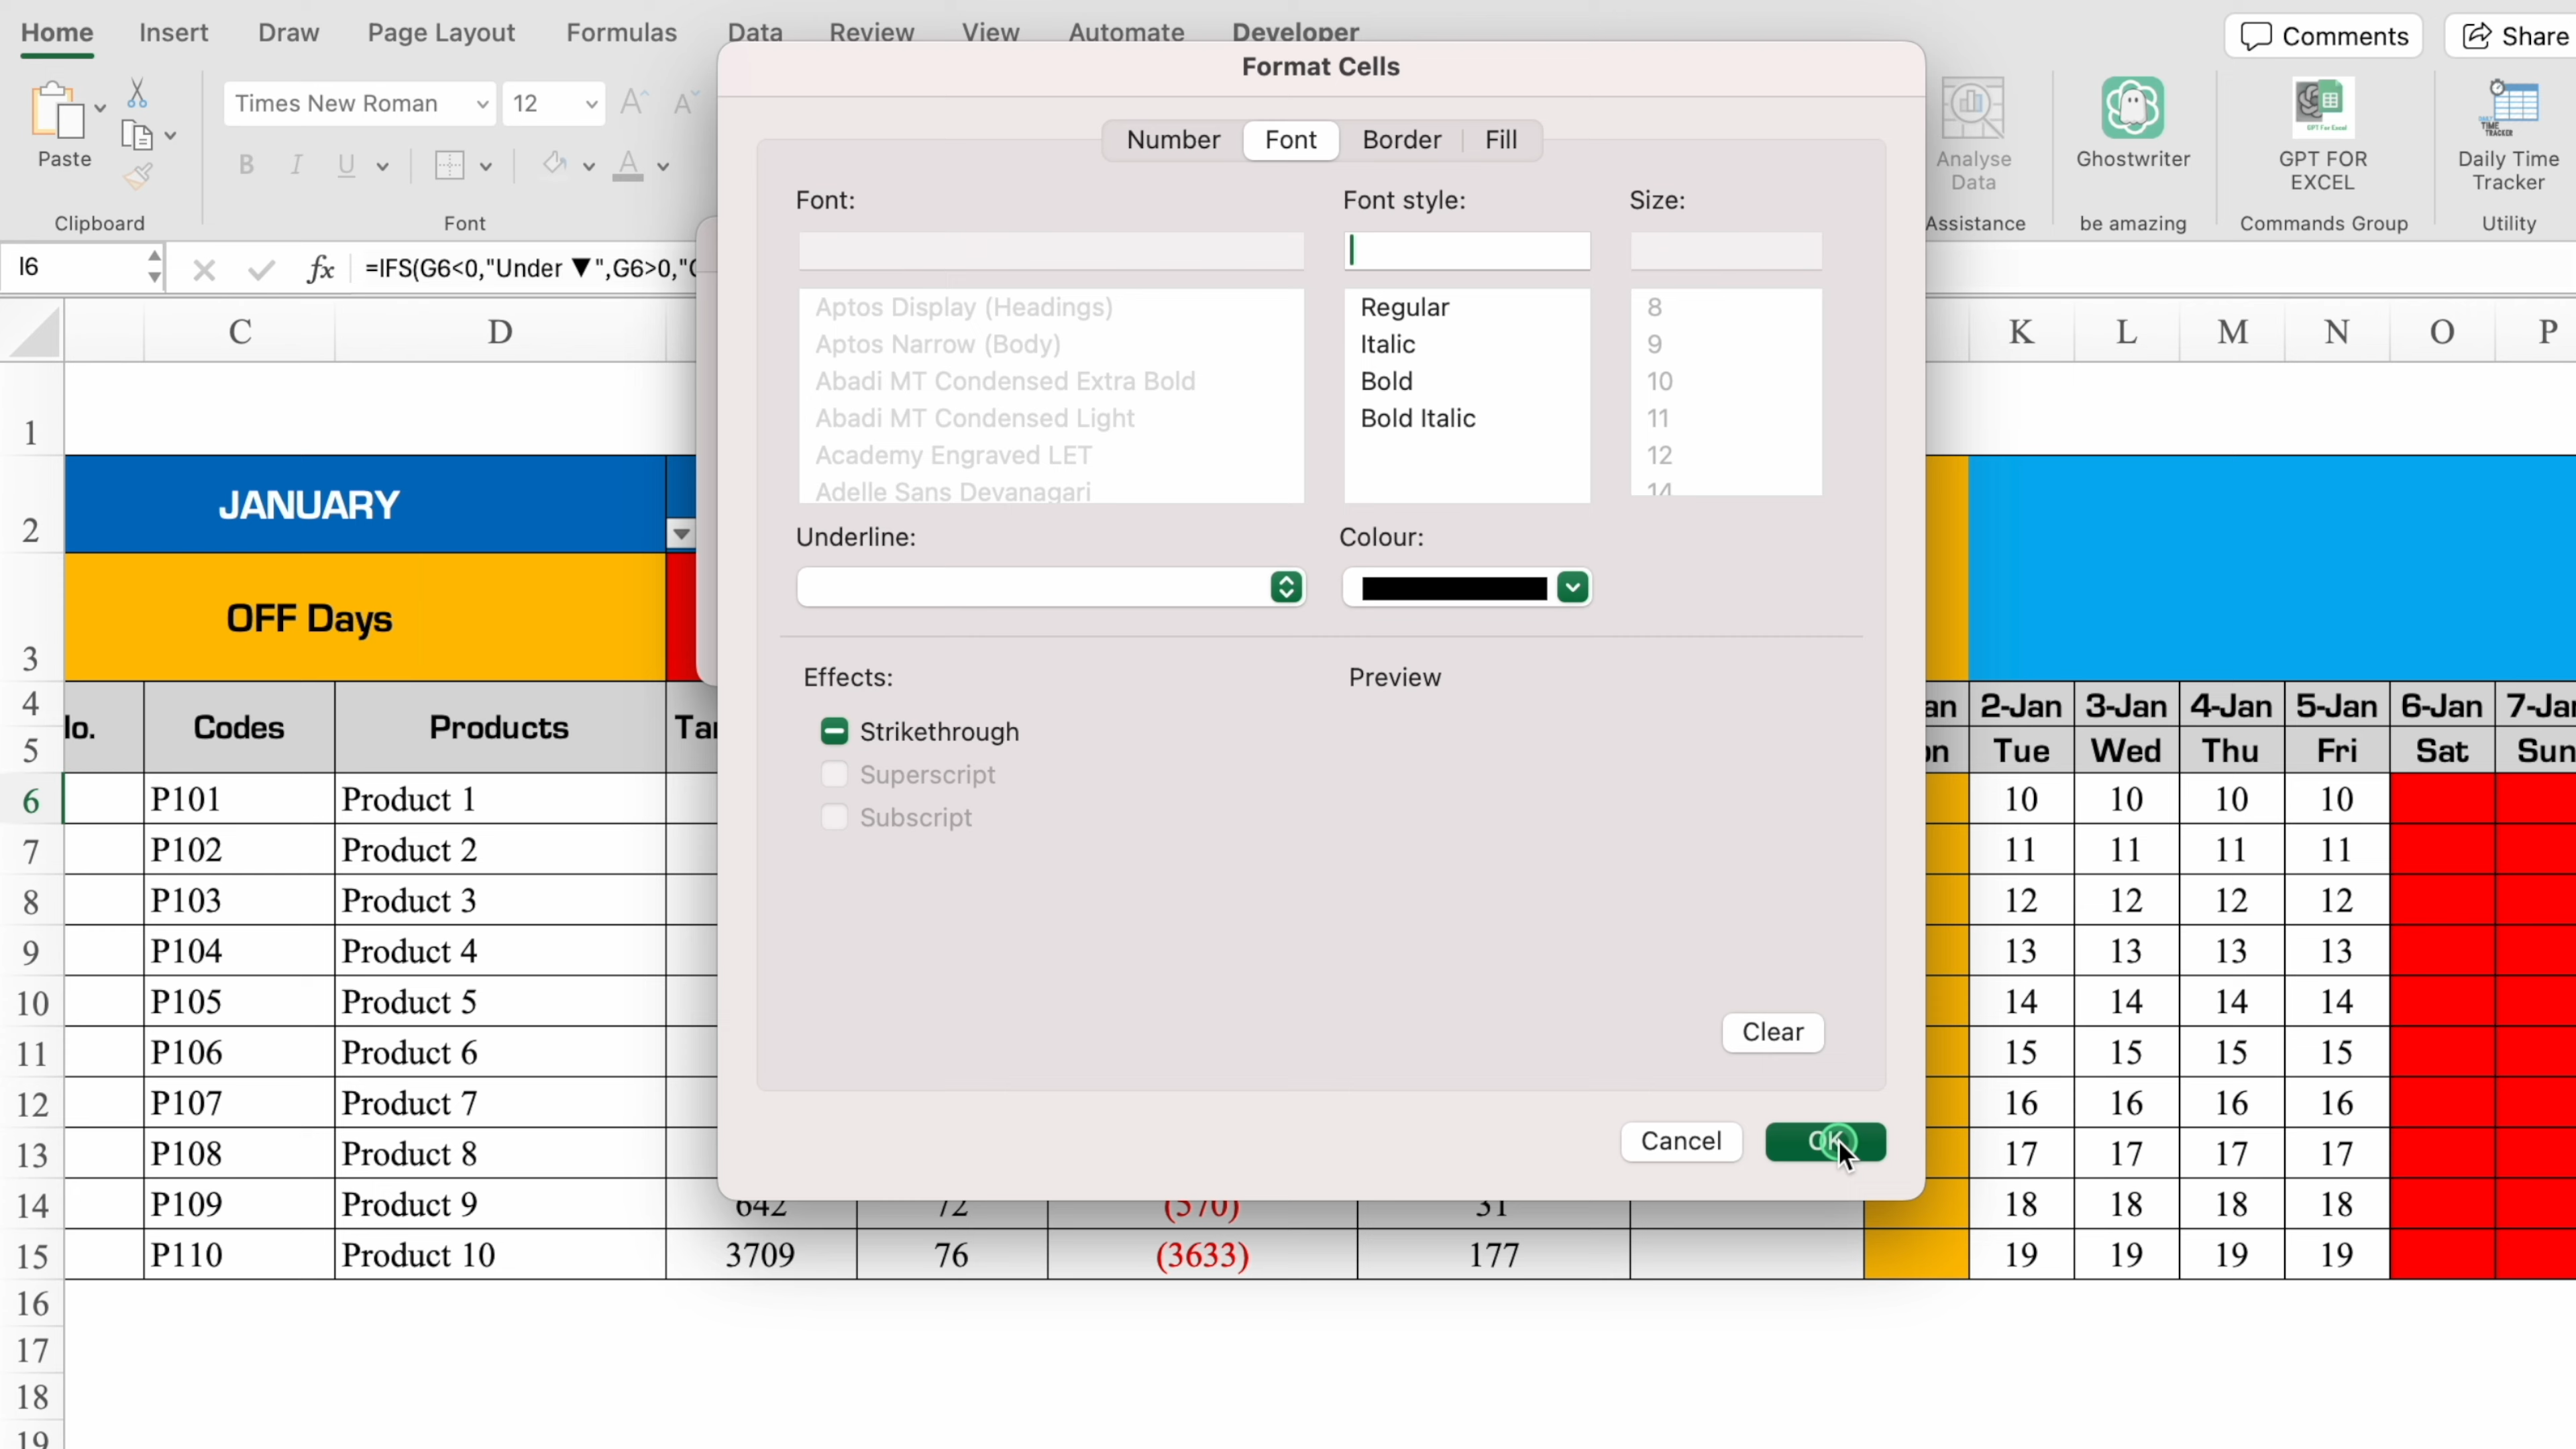 Home Insert Draw Page Layout Formulas Data Review View Automate Developer Comments Share
Format Cells
Times New Roman 12
Paste
B I U A
Clipboard Font
Analyse Data
Ghostwriter
GPT FOR EXCEL
Daily Time Tracker
Assistance be amazing Commands Group Utility
I6 fx =IFS(G6<0,"Under ▼",G6>0,"
Number Font Border Fill
Font: Font style: Size:
Aptos Display (Headings) Regular 8
Aptos Narrow (Body) Italic 9
Abadi MT Condensed Extra Bold Bold 10
Abadi MT Condensed Light Bold Italic 11
Academy Engraved LET 12
Adelle Sans Devanagari 14
Underline: Colour:
Effects: Preview
Strikethrough
Superscript
Subscript
Clear
Cancel OK
C D K L M N O P
1
2 JANUARY
3 OFF Days
4 2-Jan 3-Jan 4-Jan 5-Jan 6-Jan
Codes Products
5 Tue Wed Thu Fri Sat Sun
6 P101 Product 1 10 10 10 10
7 P102 Product 2 11 11 11 11
8 P103 Product 3 12 12 12 12
9 P104 Product 4 13 13 13 13
10 P105 Product 5 14 14 14 14
11 P106 Product 6 15 15 15 15
12 P107 Product 7 16 16 16 16
13 P108 Product 8 17 17 17 17
14 P109 Product 9 642 72 (570) 31 18 18 18 18
15 P110 Product 10 3709 76 (3633) 177 19 19 19 19
16
17
18
19